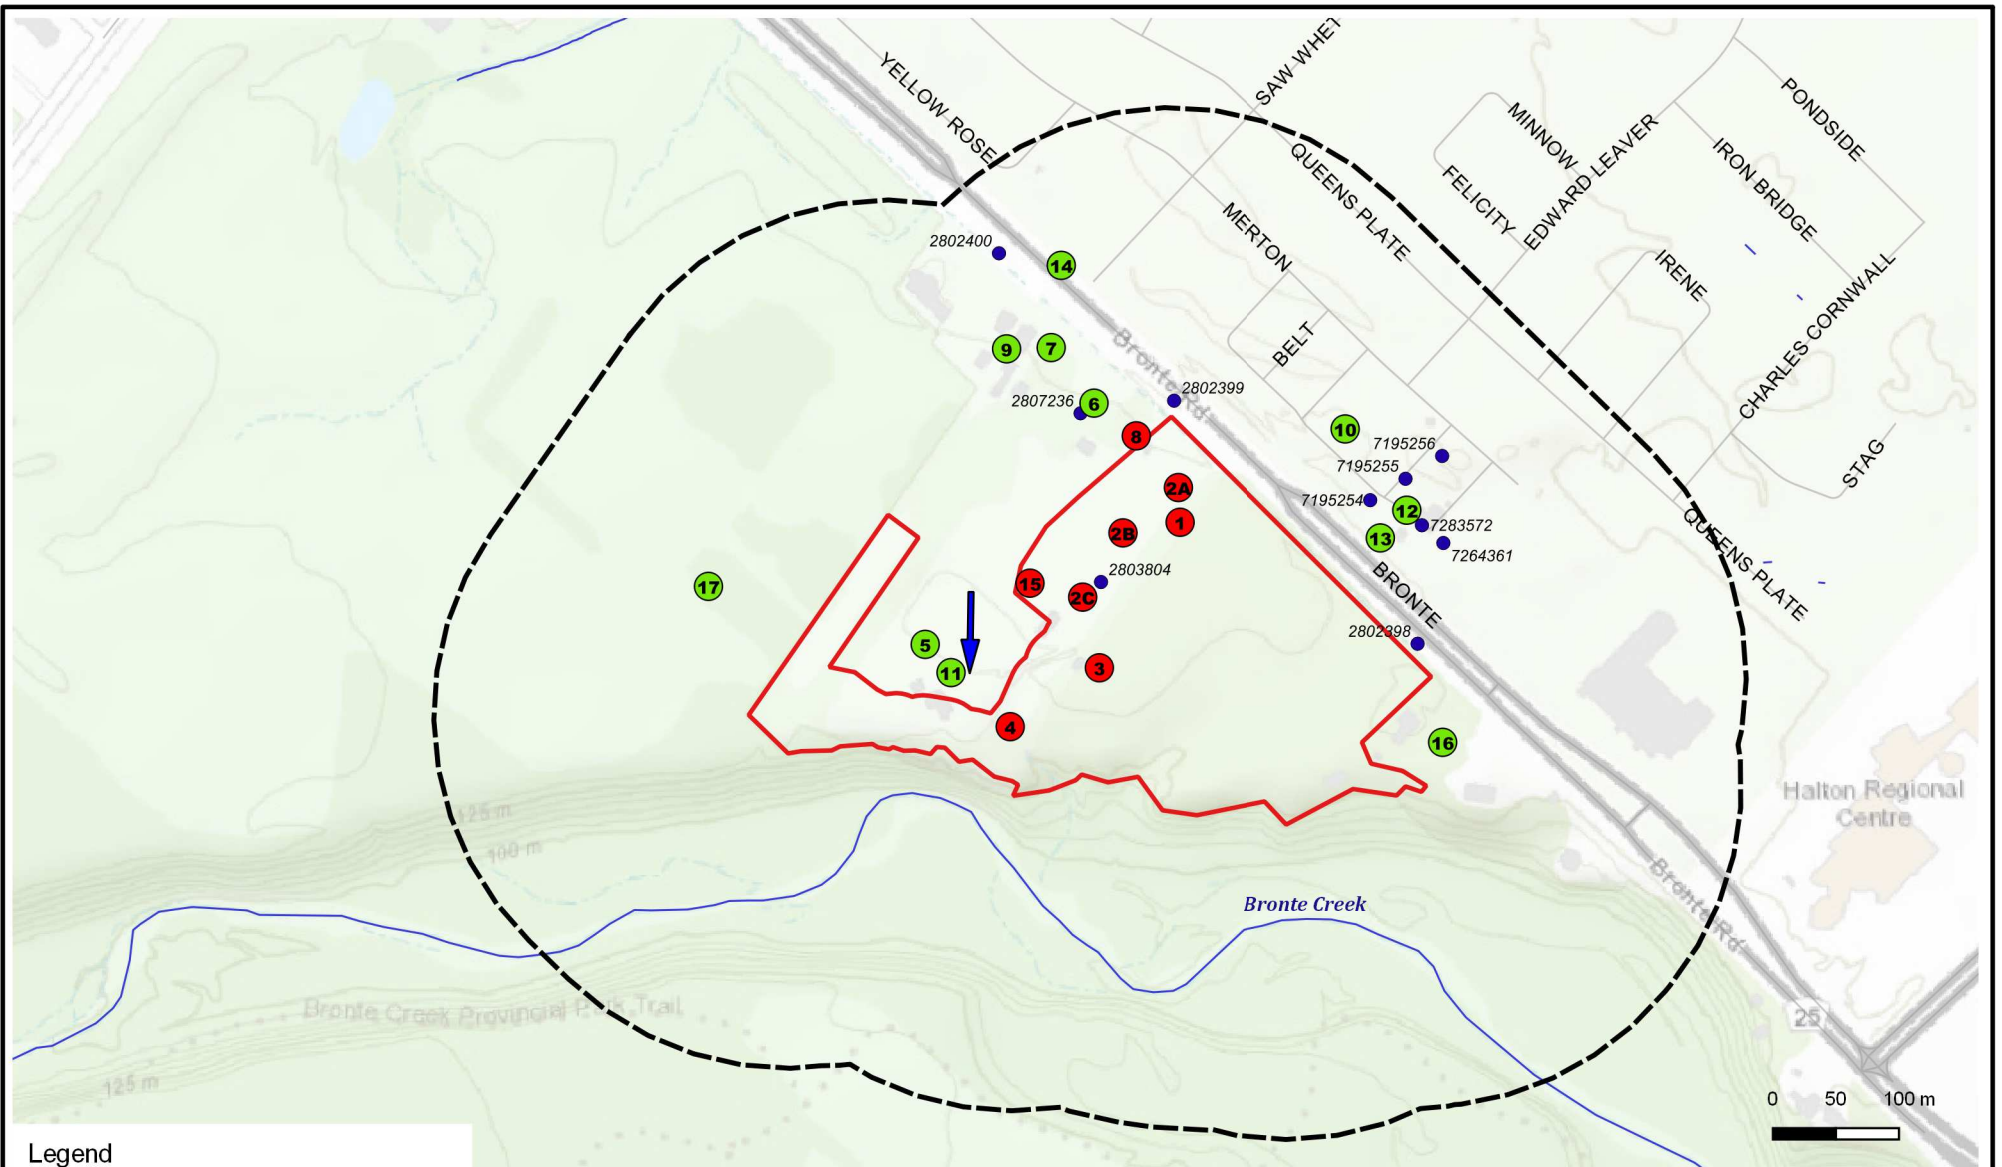 SAW WHET
YELLOW ROSE
PONDSIDE
MINNOW
EDWARD LEAVER
IRON BRIDGE
QUEENS PLATE
FELICITY
MERTON
2802400
14
IRENE
CHARLES CORNWALL
BELT
Bronte Rd.
9
7
2802399
2807236
6
10
8
7195256
STAG
7195255
2A
7195254
12
1
7283572
2B
13
7264361
QUEENS PLATE
2803804
17
15
2C
BRONTE
2802398
5
3
11
4
16
Halton Regional
Centre
125 m
100 m
Bronte Creek
Bronte Rd
Bronte Creek Provincial Park Trail
25
125 m
0 50 100 m
Legend